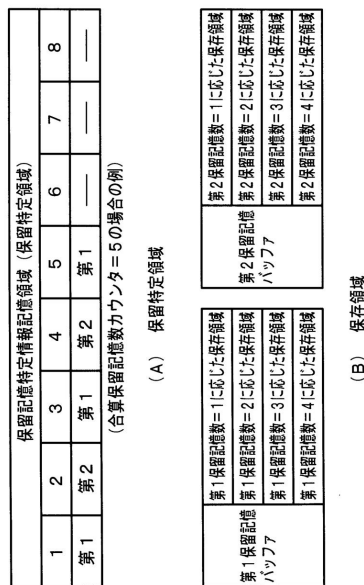 保留記憶特定情報記憶領域（保留特定領域）
1 2 3 4 5 6 7 8
第1 第2 第1 第2 第1 ― ― ―
（合算保留記憶数カウンタ＝5の場合の例）
（A） 保留特定領域
第1保留記憶
バッファ
第1保留記憶数＝1に応じた保存領域
第1保留記憶数＝2に応じた保存領域
第1保留記憶数＝3に応じた保存領域
第1保留記憶数＝4に応じた保存領域
第2保留記憶
バッファ
第2保留記憶数＝1に応じた保存領域
第2保留記憶数＝2に応じた保存領域
第2保留記憶数＝3に応じた保存領域
第2保留記憶数＝4に応じた保存領域
（B） 保存領域